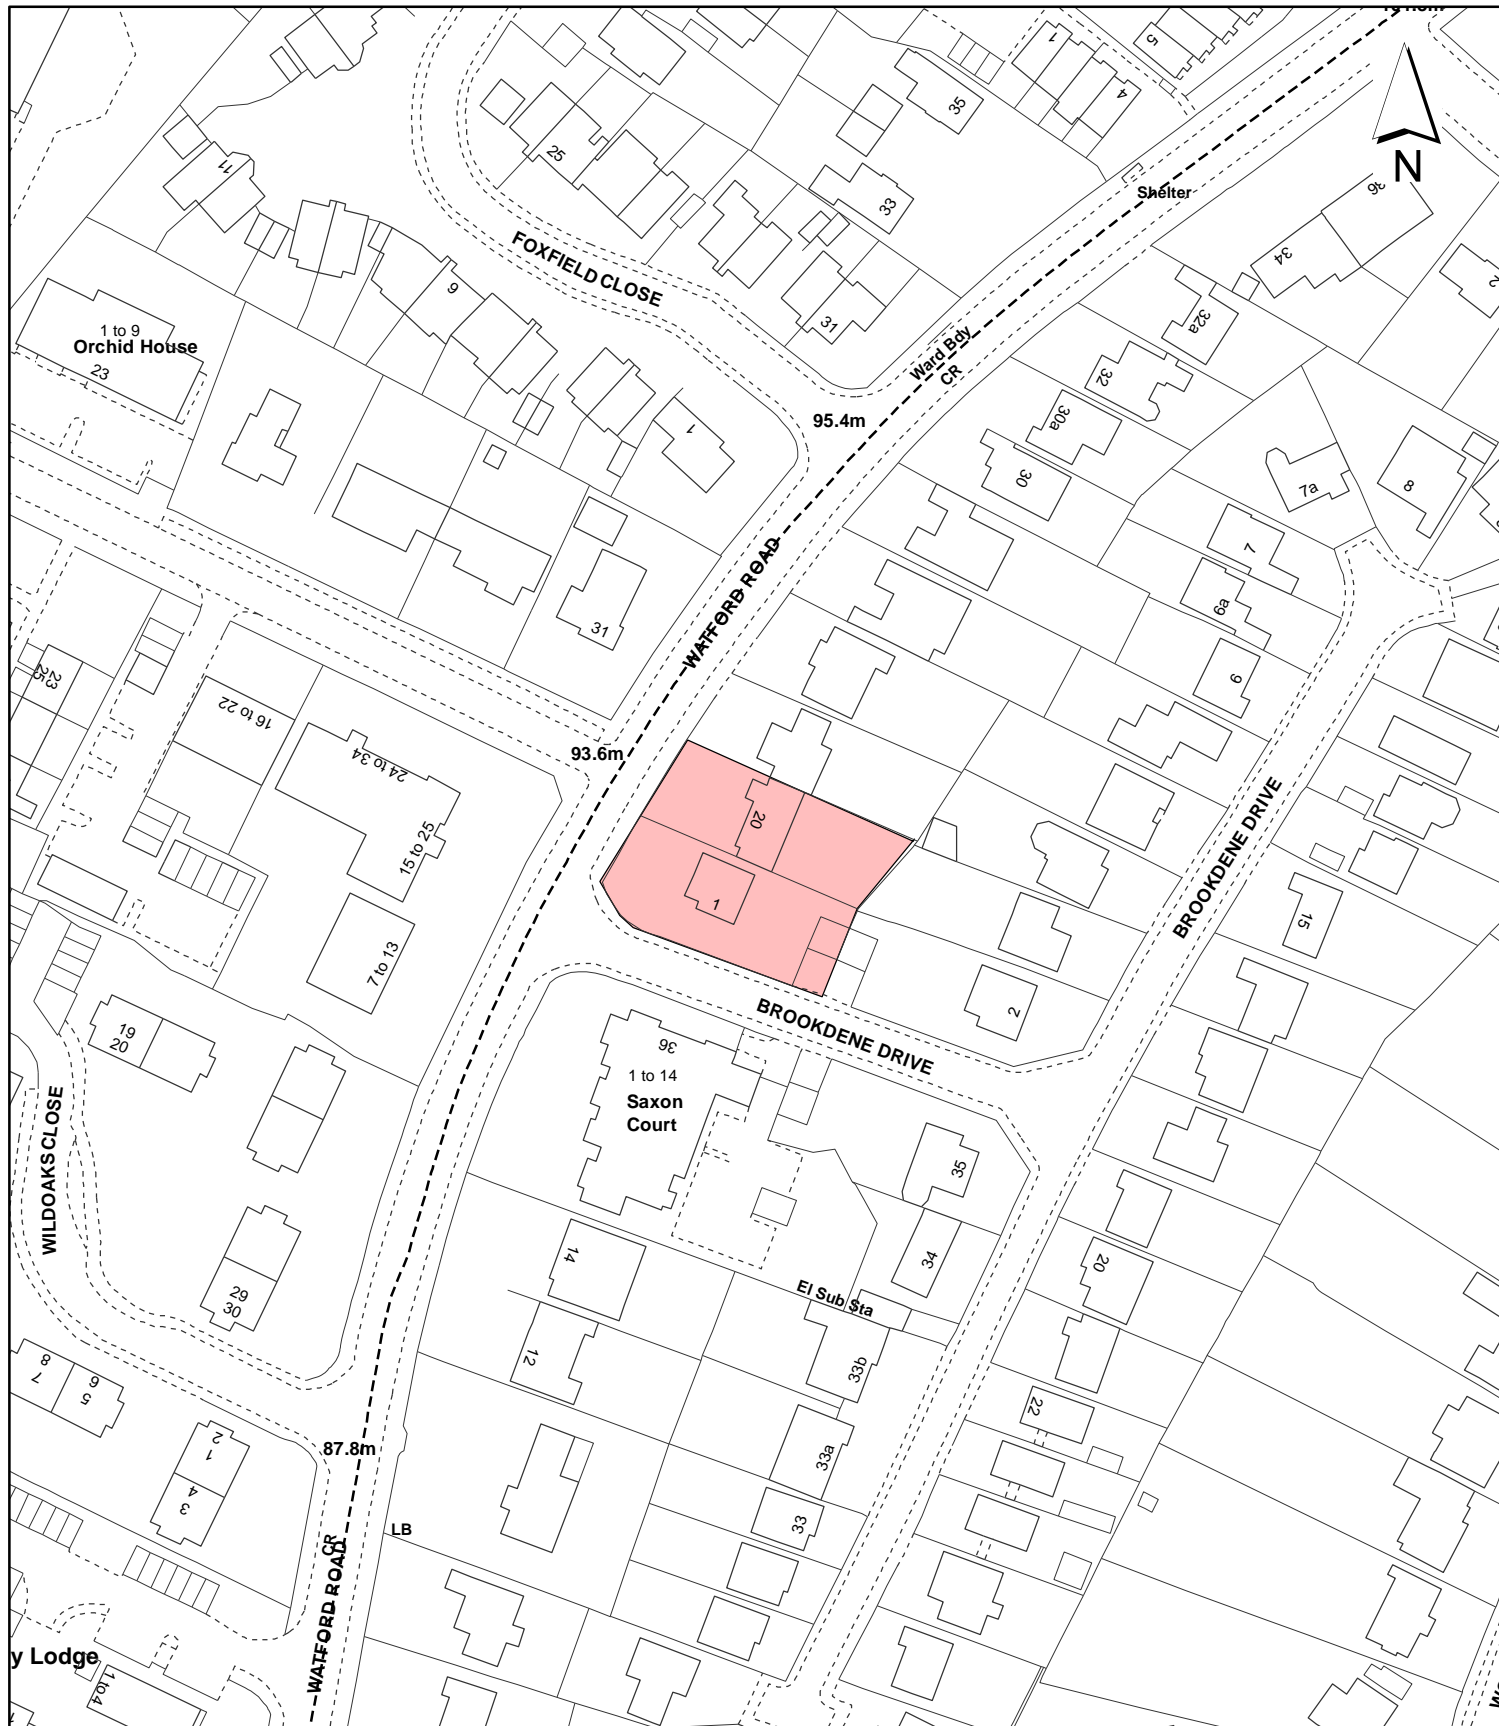 1
5
4
35
N
Shelter
36
11
25
33
34
2
FOXFIELD CLOSE
9
31
32a
1 to 9
Orchid House
23
Ward Bdy
CR
32
30a
95.4m
1
30
7a
8
7
WATFORD ROAD
6a
31
23
25
6
16 to 22
24 to 34
93.6m
20
15 to 25
BROOKDENE DRIVE
1
15
7 to 13
2
BROOKDENE DRIVE
19
20
36
1 to 14
Saxon
Court
WILDOAKS CLOSE
35
14
34
20
29
30
El Sub Sta
12
33b
8
7
6
5
22
2
1
87.8m
33a
4
3
33
LB
CR
WATFORD ROAD
y Lodge
1 to 4